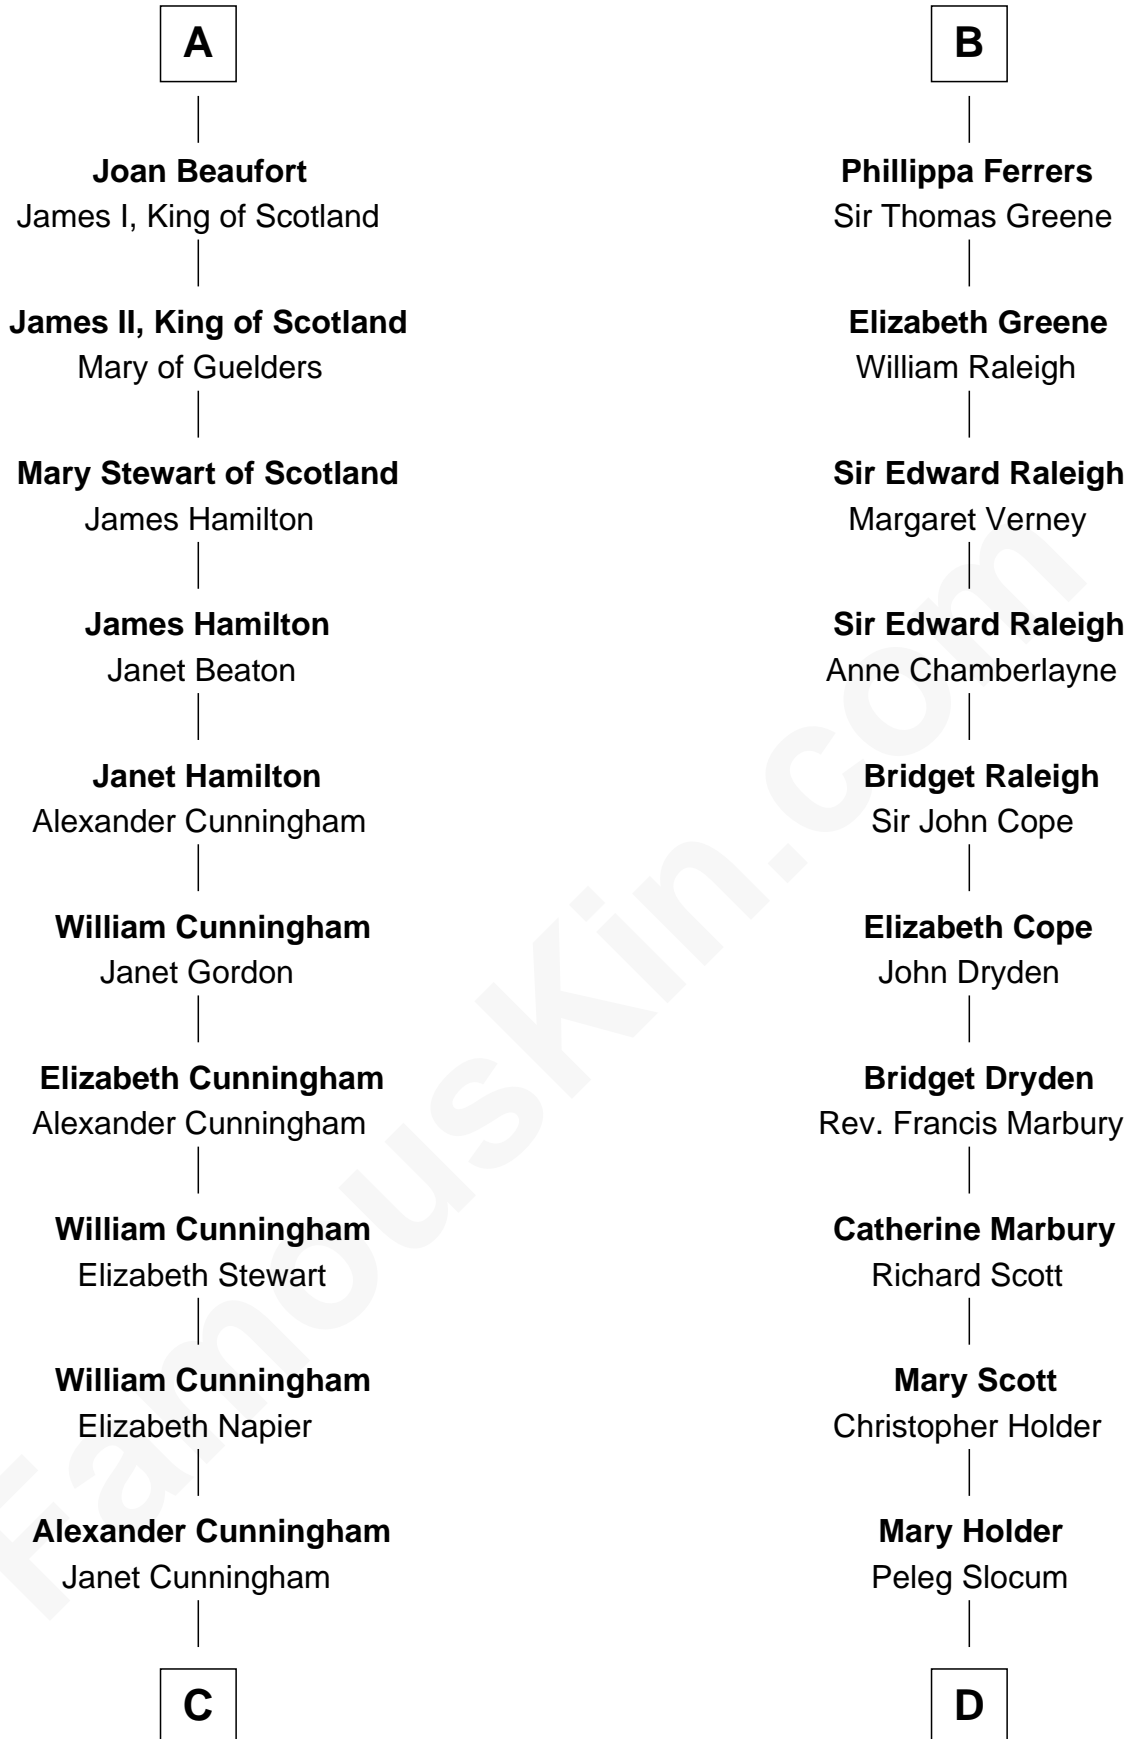 A
Joan Beaufort
James I, King of Scotland
James II, King of Scotland
Mary of Guelders
Mary Stewart of Scotland
James Hamilton
James Hamilton
Janet Beaton
Janet Hamilton
Alexander Cunningham
William Cunningham
Janet Gordon
Elizabeth Cunningham
Alexander Cunningham
William Cunningham
Elizabeth Stewart
William Cunningham
Elizabeth Napier
Alexander Cunningham
Janet Cunningham
C
B
Phillippa Ferrers
Sir Thomas Greene
Elizabeth Greene
William Raleigh
Sir Edward Raleigh
Margaret Verney
Sir Edward Raleigh
Anne Chamberlayne
Bridget Raleigh
Sir John Cope
Elizabeth Cope
John Dryden
Bridget Dryden
Rev. Francis Marbury
Catherine Marbury
Richard Scott
Mary Scott
Christopher Holder
Mary Holder
Peleg Slocum
D
FamousKin.com